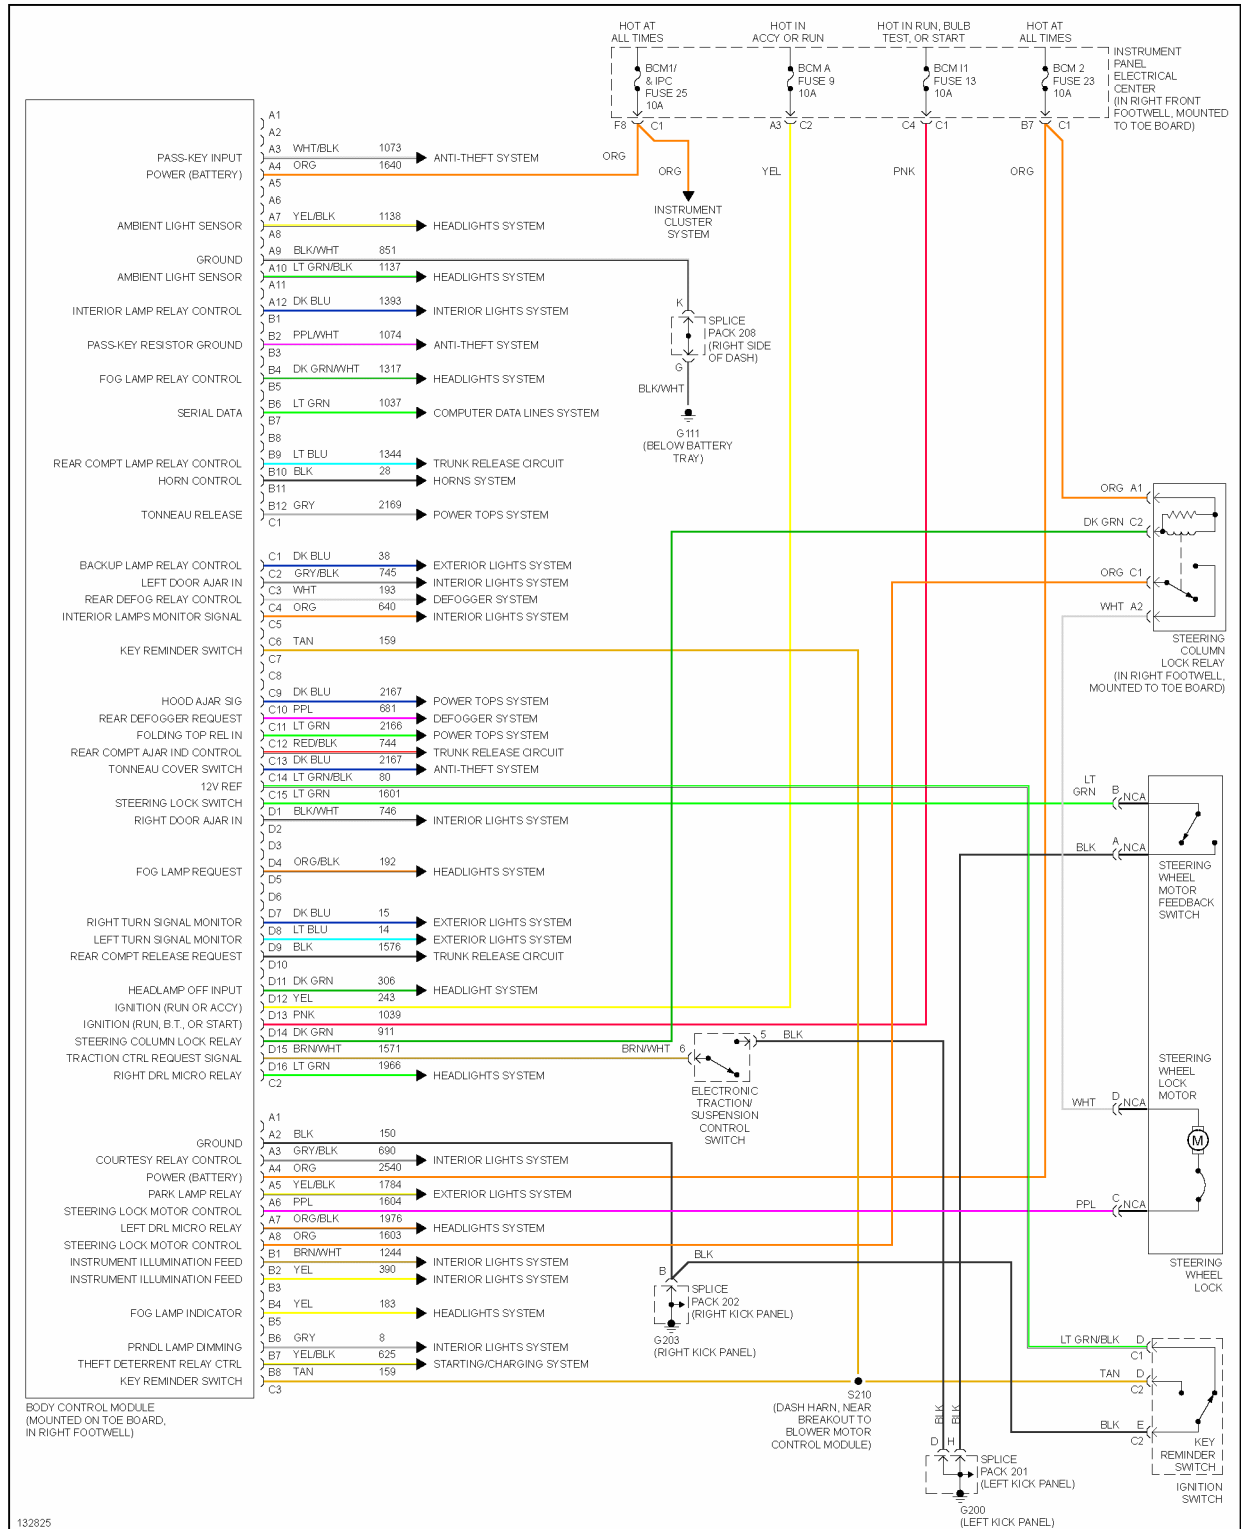 HOT AT
ALL TIMES
HOT IN
ACCY OR RUN
HOT IN RUN, BULB
TEST, OR START
HOT AT
ALL TIMES
BCM1/
& IPC
FUSE 25
10A
BCM A
FUSE 9
10A
BCM I1
FUSE 13
10A
BCM 2
FUSE 23
10A
INSTRUMENT
PANEL
ELECTRICAL
CENTER
(IN RIGHT FRONT
FOOTWELL, MOUNTED
TO TOE BOARD)
F8 C1
A3 C2
C4 C1
B7 C1
ORG
ORG
YEL
PNK
ORG
INSTRUMENT
CLUSTER
SYSTEM
A1
A2
PASS-KEY INPUT A3 WHT/BLK 1073 ANTI-THEFT SYSTEM
POWER (BATTERY) A4 ORG 1640
A5
A6
AMBIENT LIGHT SENSOR A7 YEL/BLK 1138 HEADLIGHTS SYSTEM
A8
GROUND A9 BLK/WHT 851
AMBIENT LIGHT SENSOR A10 LT GRN/BLK 1137 HEADLIGHTS SYSTEM
A11
INTERIOR LAMP RELAY CONTROL A12 DK BLU 1393 INTERIOR LIGHTS SYSTEM
B1
PASS-KEY RESISTOR GROUND B2 PPL/WHT 1074 ANTI-THEFT SYSTEM
B3
FOG LAMP RELAY CONTROL B4 DK GRN/WHT 1317 HEADLIGHTS SYSTEM
B5
SERIAL DATA B6 LT GRN 1037 COMPUTER DATA LINES SYSTEM
B7
B8
REAR COMPT LAMP RELAY CONTROL B9 LT BLU 1344 TRUNK RELEASE CIRCUIT
HORN CONTROL B10 BLK 28 HORNS SYSTEM
B11
TONNEAU RELEASE B12 GRY 2169 POWER TOPS SYSTEM
C1
K
SPLICE
PACK 208
(RIGHT SIDE
OF DASH)
G
BLK/WHT
G111
(BELOW BATTERY
TRAY)
BACKUP LAMP RELAY CONTROL C1 DK BLU 38 EXTERIOR LIGHTS SYSTEM
LEFT DOOR AJAR IN C2 GRY/BLK 745 INTERIOR LIGHTS SYSTEM
REAR DEFOG RELAY CONTROL C3 WHT 193 DEFOGGER SYSTEM
INTERIOR LAMPS MONITOR SIGNAL C4 ORG 640 INTERIOR LIGHTS SYSTEM
C5
KEY REMINDER SWITCH C6 TAN 159
C7
C8
HOOD AJAR SIG C9 DK BLU 2167 POWER TOPS SYSTEM
REAR DEFOGGER REQUEST C10 PPL 681 DEFOGGER SYSTEM
FOLDING TOP REL IN C11 LT GRN 2166 POWER TOPS SYSTEM
REAR COMPT AJAR IND CONTROL C12 RED/BLK 744 TRUNK RELEASE CIRCUIT
TONNEAU COVER SWITCH C13 DK BLU 2167 ANTI-THEFT SYSTEM
12V REF C14 LT GRN/BLK 80
STEERING LOCK SWITCH C15 LT GRN 1601
RIGHT DOOR AJAR IN D1 BLK/WHT 746 INTERIOR LIGHTS SYSTEM
D2
D3
FOG LAMP REQUEST D4 ORG/BLK 192 HEADLIGHTS SYSTEM
D5
D6
RIGHT TURN SIGNAL MONITOR D7 DK BLU 15 EXTERIOR LIGHTS SYSTEM
LEFT TURN SIGNAL MONITOR D8 LT BLU 14 EXTERIOR LIGHTS SYSTEM
REAR COMPT RELEASE REQUEST D9 BLK 1576 TRUNK RELEASE CIRCUIT
D10
HEADLAMP OFF INPUT D11 DK GRN 306 HEADLIGHT SYSTEM
IGNITION (RUN OR ACCY) D12 YEL 243
IGNITION (RUN, B.T., OR START) D13 PNK 1039
STEERING COLUMN LOCK RELAY D14 DK GRN 911
TRACTION CTRL REQUEST SIGNAL D15 BRN/WHT 1571
RIGHT DRL MICRO RELAY D16 LT GRN 1966 HEADLIGHTS SYSTEM
C2
ORG A1
DK GRN C2
ORG C1
WHT A2
STEERING
COLUMN
LOCK RELAY
(IN RIGHT FOOTWELL,
MOUNTED TO TOE BOARD)
LT
GRN B NCA
BLK A NCA
STEERING
WHEEL
MOTOR
FEEDBACK
SWITCH
BRN/WHT 6
5 BLK
ELECTRONIC
TRACTION/
SUSPENSION
CONTROL
SWITCH
STEERING
WHEEL
LOCK
MOTOR
WHT D NCA
M
PPL C NCA
STEERING
WHEEL
LOCK
A1
GROUND A2 BLK 150
COURTESY RELAY CONTROL A3 GRY/BLK 690 INTERIOR LIGHTS SYSTEM
POWER (BATTERY) A4 ORG 2540
PARK LAMP RELAY A5 YEL/BLK 1784 EXTERIOR LIGHTS SYSTEM
STEERING LOCK MOTOR CONTROL A6 PPL 1604
LEFT DRL MICRO RELAY A7 ORG/BLK 1976 HEADLIGHTS SYSTEM
STEERING LOCK MOTOR CONTROL A8 ORG 1603
INSTRUMENT ILLUMINATION FEED B1 BRN/WHT 1244 INTERIOR LIGHTS SYSTEM
INSTRUMENT ILLUMINATION FEED B2 YEL 390 INTERIOR LIGHTS SYSTEM
B3
FOG LAMP INDICATOR B4 YEL 183 HEADLIGHTS SYSTEM
B5
PRNDL LAMP DIMMING B6 GRY 8 INTERIOR LIGHTS SYSTEM
THEFT DETERRENT RELAY CTRL B7 YEL/BLK 625 STARTING/CHARGING SYSTEM
KEY REMINDER SWITCH B8 TAN 159
C3
BLK
B
SPLICE
PACK 202
(RIGHT KICK PANEL)
G203
(RIGHT KICK PANEL)
BODY CONTROL MODULE
(MOUNTED ON TOE BOARD,
IN RIGHT FOOTWELL)
S210
(DASH HARN, NEAR
BREAKOUT TO
BLOWER MOTOR
CONTROL MODULE)
BLK
BLK
D H
SPLICE
PACK 201
(LEFT KICK PANEL)
G200
(LEFT KICK PANEL)
LT GRN/BLK D
C1
TAN D
C2
BLK E
C2
KEY
REMINDER
SWITCH
IGNITION
SWITCH
132825